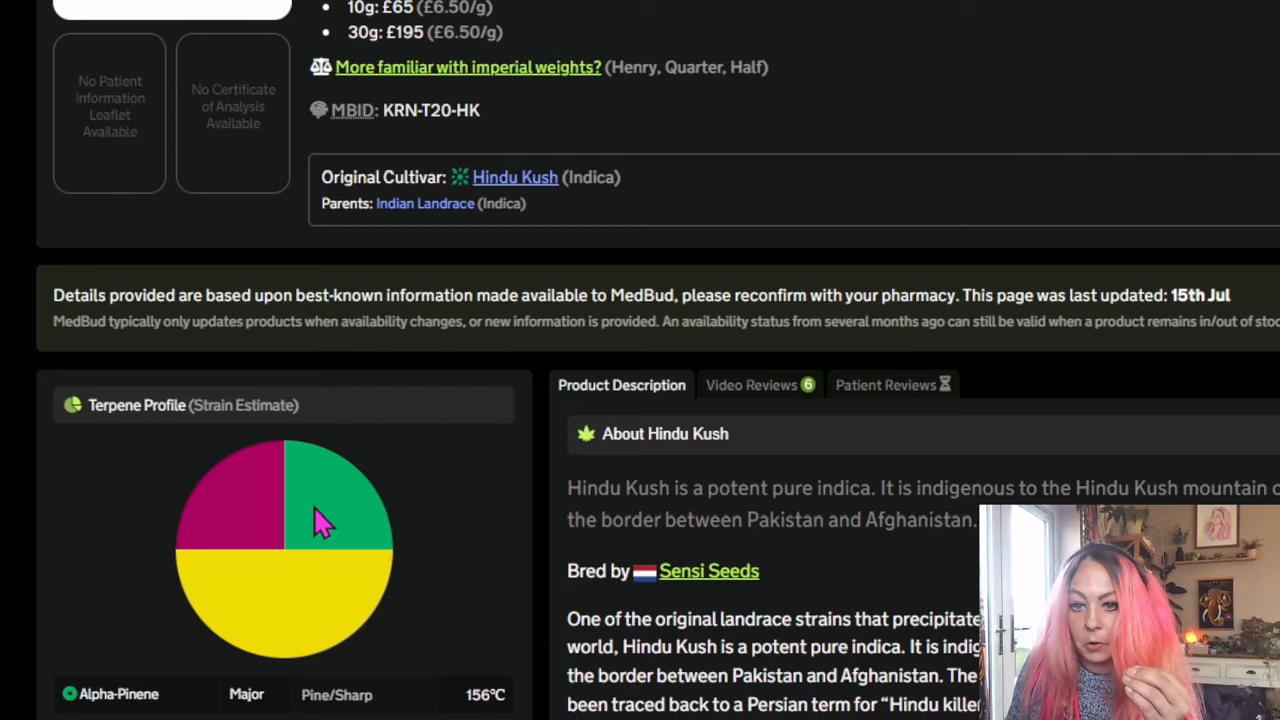 10g: £65 (£6.50/g)
30g: £195 (£6.50/g)
More familiar with imperial weights? (Henry, Quarter, Half)
No Patient
Information
Leaflet
Available
No Certificate
of Analysis
Available
MBID: KRN-T20-HK
Original Cultivar: Hindu Kush (Indica)
Parents: Indian Landrace (Indica)
Details provided are based upon best-known information made available to MedBud, please reconfirm with your pharmacy. This page was last updated: 15th Jul
MedBud typically only updates products when availability changes, or new information is provided. An availability status from several months ago can still be valid when a product remains in/out of
Terpene Profile (Strain Estimate)
Alpha-Pinene Major Pine/Sharp 156°C
Product Description Video Reviews 6 Patient Reviews
About Hindu Kush
Hindu Kush is a potent pure indica. It is indigenous to the Hindu Kush mountain
the border between Pakistan and Afghanistan.
Bred by Sensi Seeds
One of the original landrace strains that precipitate
world, Hindu Kush is a potent pure indica. It is
the border between Pakistan and Afghanistan. The
been traced back to a Persian term for “Hindu